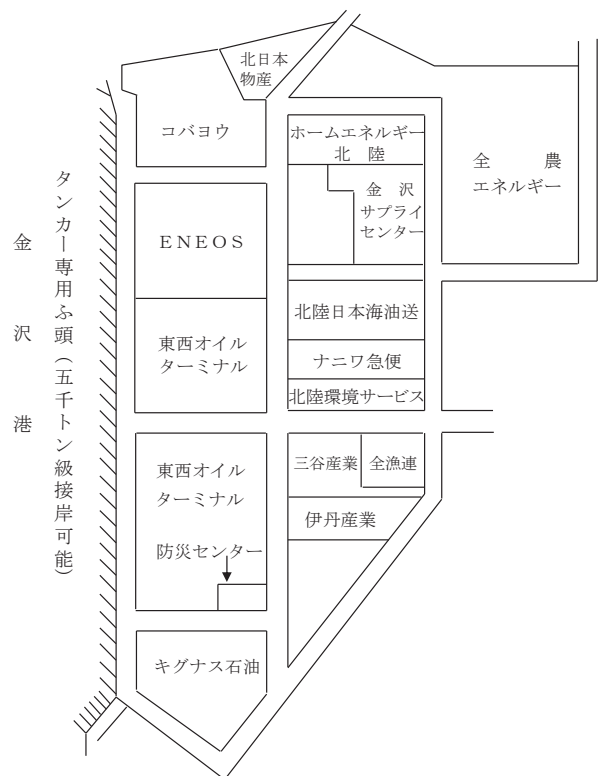 北日本
物産
コバヨウ
ホームエネルギー
北　陸
全　　農
エネルギー
金　沢
サプライ
センター
ＥＮＥＯＳ
タンカー専用ふ頭（五千トン級接岸可能）
金　沢　港
北陸日本海油送
東西オイル
ターミナル
ナニワ急便
北陸環境サービス
三谷産業
全漁連
東西オイル
ターミナル
伊丹産業
防災センター
キグナス石油